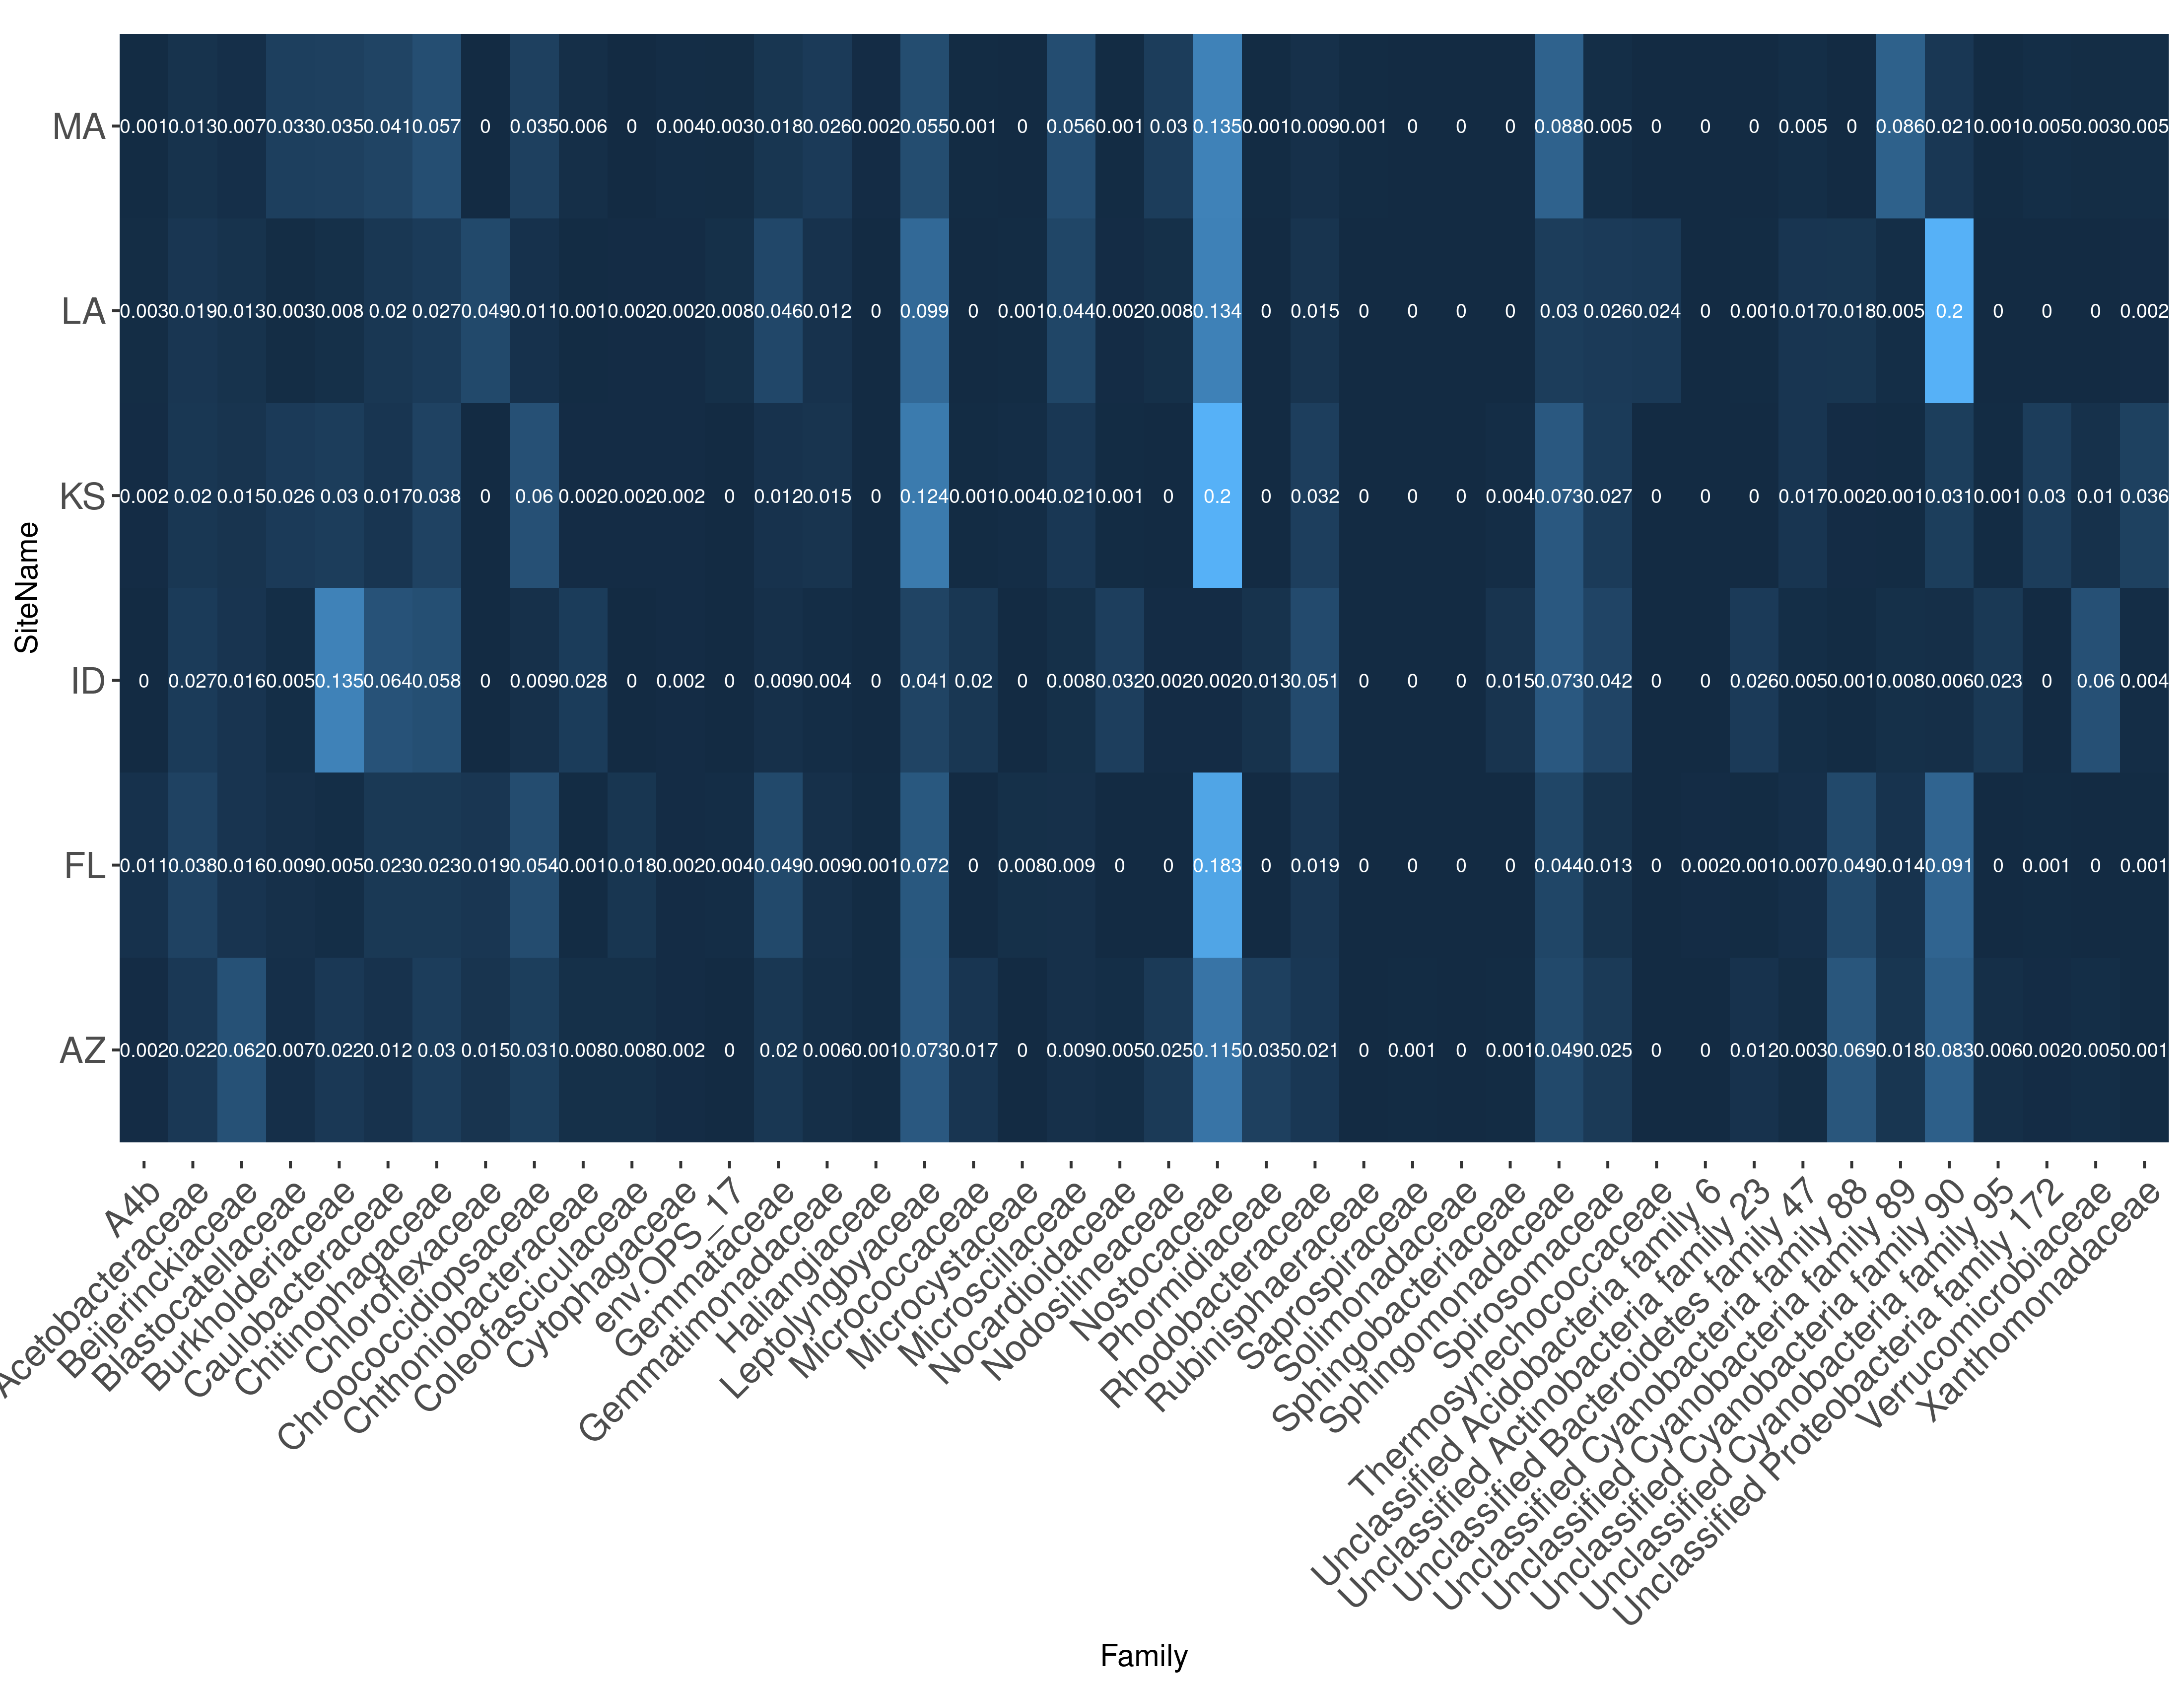 MA 0.001 0.013 0.007 0.033 0.035 0.041 0.057 0 0.035 0.006 0 0.004 0.003 0.018 0.026 0.002 0.055 0.001 0 0.056 0.001 0.03 0.135 0.001 0.009 0.001 0 0 0 0.088 0.005 0 0 0 0.005 0 0.086 0.021 0.001 0.005 0.003 0.005
LA 0.003 0.019 0.013 0.003 0.008 0.02 0.027 0.049 0.011 0.001 0.002 0.002 0.008 0.046 0.012 0 0.099 0 0.001 0.044 0.002 0.008 0.134 0 0.015 0 0 0 0 0.03 0.026 0.024 0 0.001 0.017 0.018 0.005 0.2 0 0 0 0.002
KS 0.002 0.02 0.015 0.026 0.03 0.017 0.038 0 0.06 0.002 0.002 0.002 0 0.012 0.015 0 0.124 0.001 0.004 0.021 0.001 0 0.2 0 0.032 0 0 0 0.004 0.073 0.027 0 0 0 0.017 0.002 0.001 0.031 0.001 0.03 0.01 0.036
SiteName
ID 0 0.027 0.016 0.005 0.135 0.064 0.058 0 0.009 0.028 0 0.002 0 0.009 0.004 0 0.041 0.02 0 0.008 0.032 0.002 0.002 0.013 0.051 0 0 0 0.015 0.073 0.042 0 0 0.026 0.005 0.001 0.008 0.006 0.023 0 0.06 0.004
FL 0.011 0.038 0.016 0.009 0.005 0.023 0.023 0.019 0.054 0.001 0.018 0.002 0.004 0.049 0.009 0.001 0.072 0 0.008 0.009 0 0 0.183 0 0.019 0 0 0 0 0.044 0.013 0 0.002 0.001 0.007 0.049 0.014 0.091 0 0.001 0 0.001
AZ 0.002 0.022 0.062 0.007 0.022 0.012 0.03 0.015 0.031 0.008 0.008 0.002 0 0.02 0.006 0.001 0.073 0.017 0 0.009 0.005 0.025 0.115 0.035 0.021 0 0.001 0 0.001 0.049 0.025 0 0 0.012 0.003 0.069 0.018 0.083 0.006 0.002 0.005 0.001
A4b
Acetobacteraceae
Beijerinckiaceae
Blastocatellaceae
Burkholderiaceae
Caulobacteraceae
Chitinophagaceae
Chloroflexaceae
Chroococcidiopsaceae
Chthoniobacteraceae
Coleofasciculaceae
Cytophagaceae
env.OPS_17
Gemmataceae
Gemmatimonadaceae
Haliangiaceae
Leptolyngbyaceae
Micrococcaceae
Microcystaceae
Microscillaceae
Nocardioidaceae
Nodosilineaceae
Nostocaceae
Phormidiaceae
Rhodobacteraceae
Rubinisphaeraceae
Saprospiraceae
Solimonadaceae
Sphingobacteriaceae
Sphingomonadaceae
Spirosomaceae
Thermosynechococcaceae
Unclassified Acidobacteria family 6
Unclassified Actinobacteria family 23
Unclassified Bacteroidetes family 47
Unclassified Cyanobacteria family 88
Unclassified Cyanobacteria family 89
Unclassified Cyanobacteria family 90
Unclassified Cyanobacteria family 95
Unclassified Proteobacteria family 172
Verrucomicrobiaceae
Xanthomonadaceae
Family